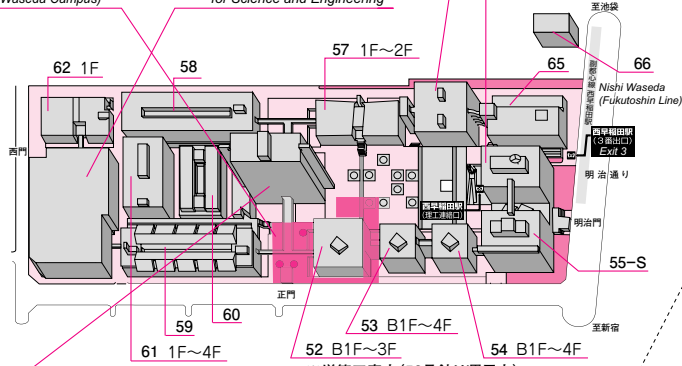 Waseda Campus)
for Science and Engineering
至池袋
62 1F
58
57 1F～2F
65
66
副都心線 西早稲田駅
Nishi Waseda
(Fukutoshin Line)
西早稲田駅
(3番出口)
Exit 3
西門
明治通り
西早稲田駅
(理工連絡口)
明治門
55-S
正門
59
60
53 B1F～4F
至新宿
61 1F～4F
52 B1F～3F
54 B1F～4F